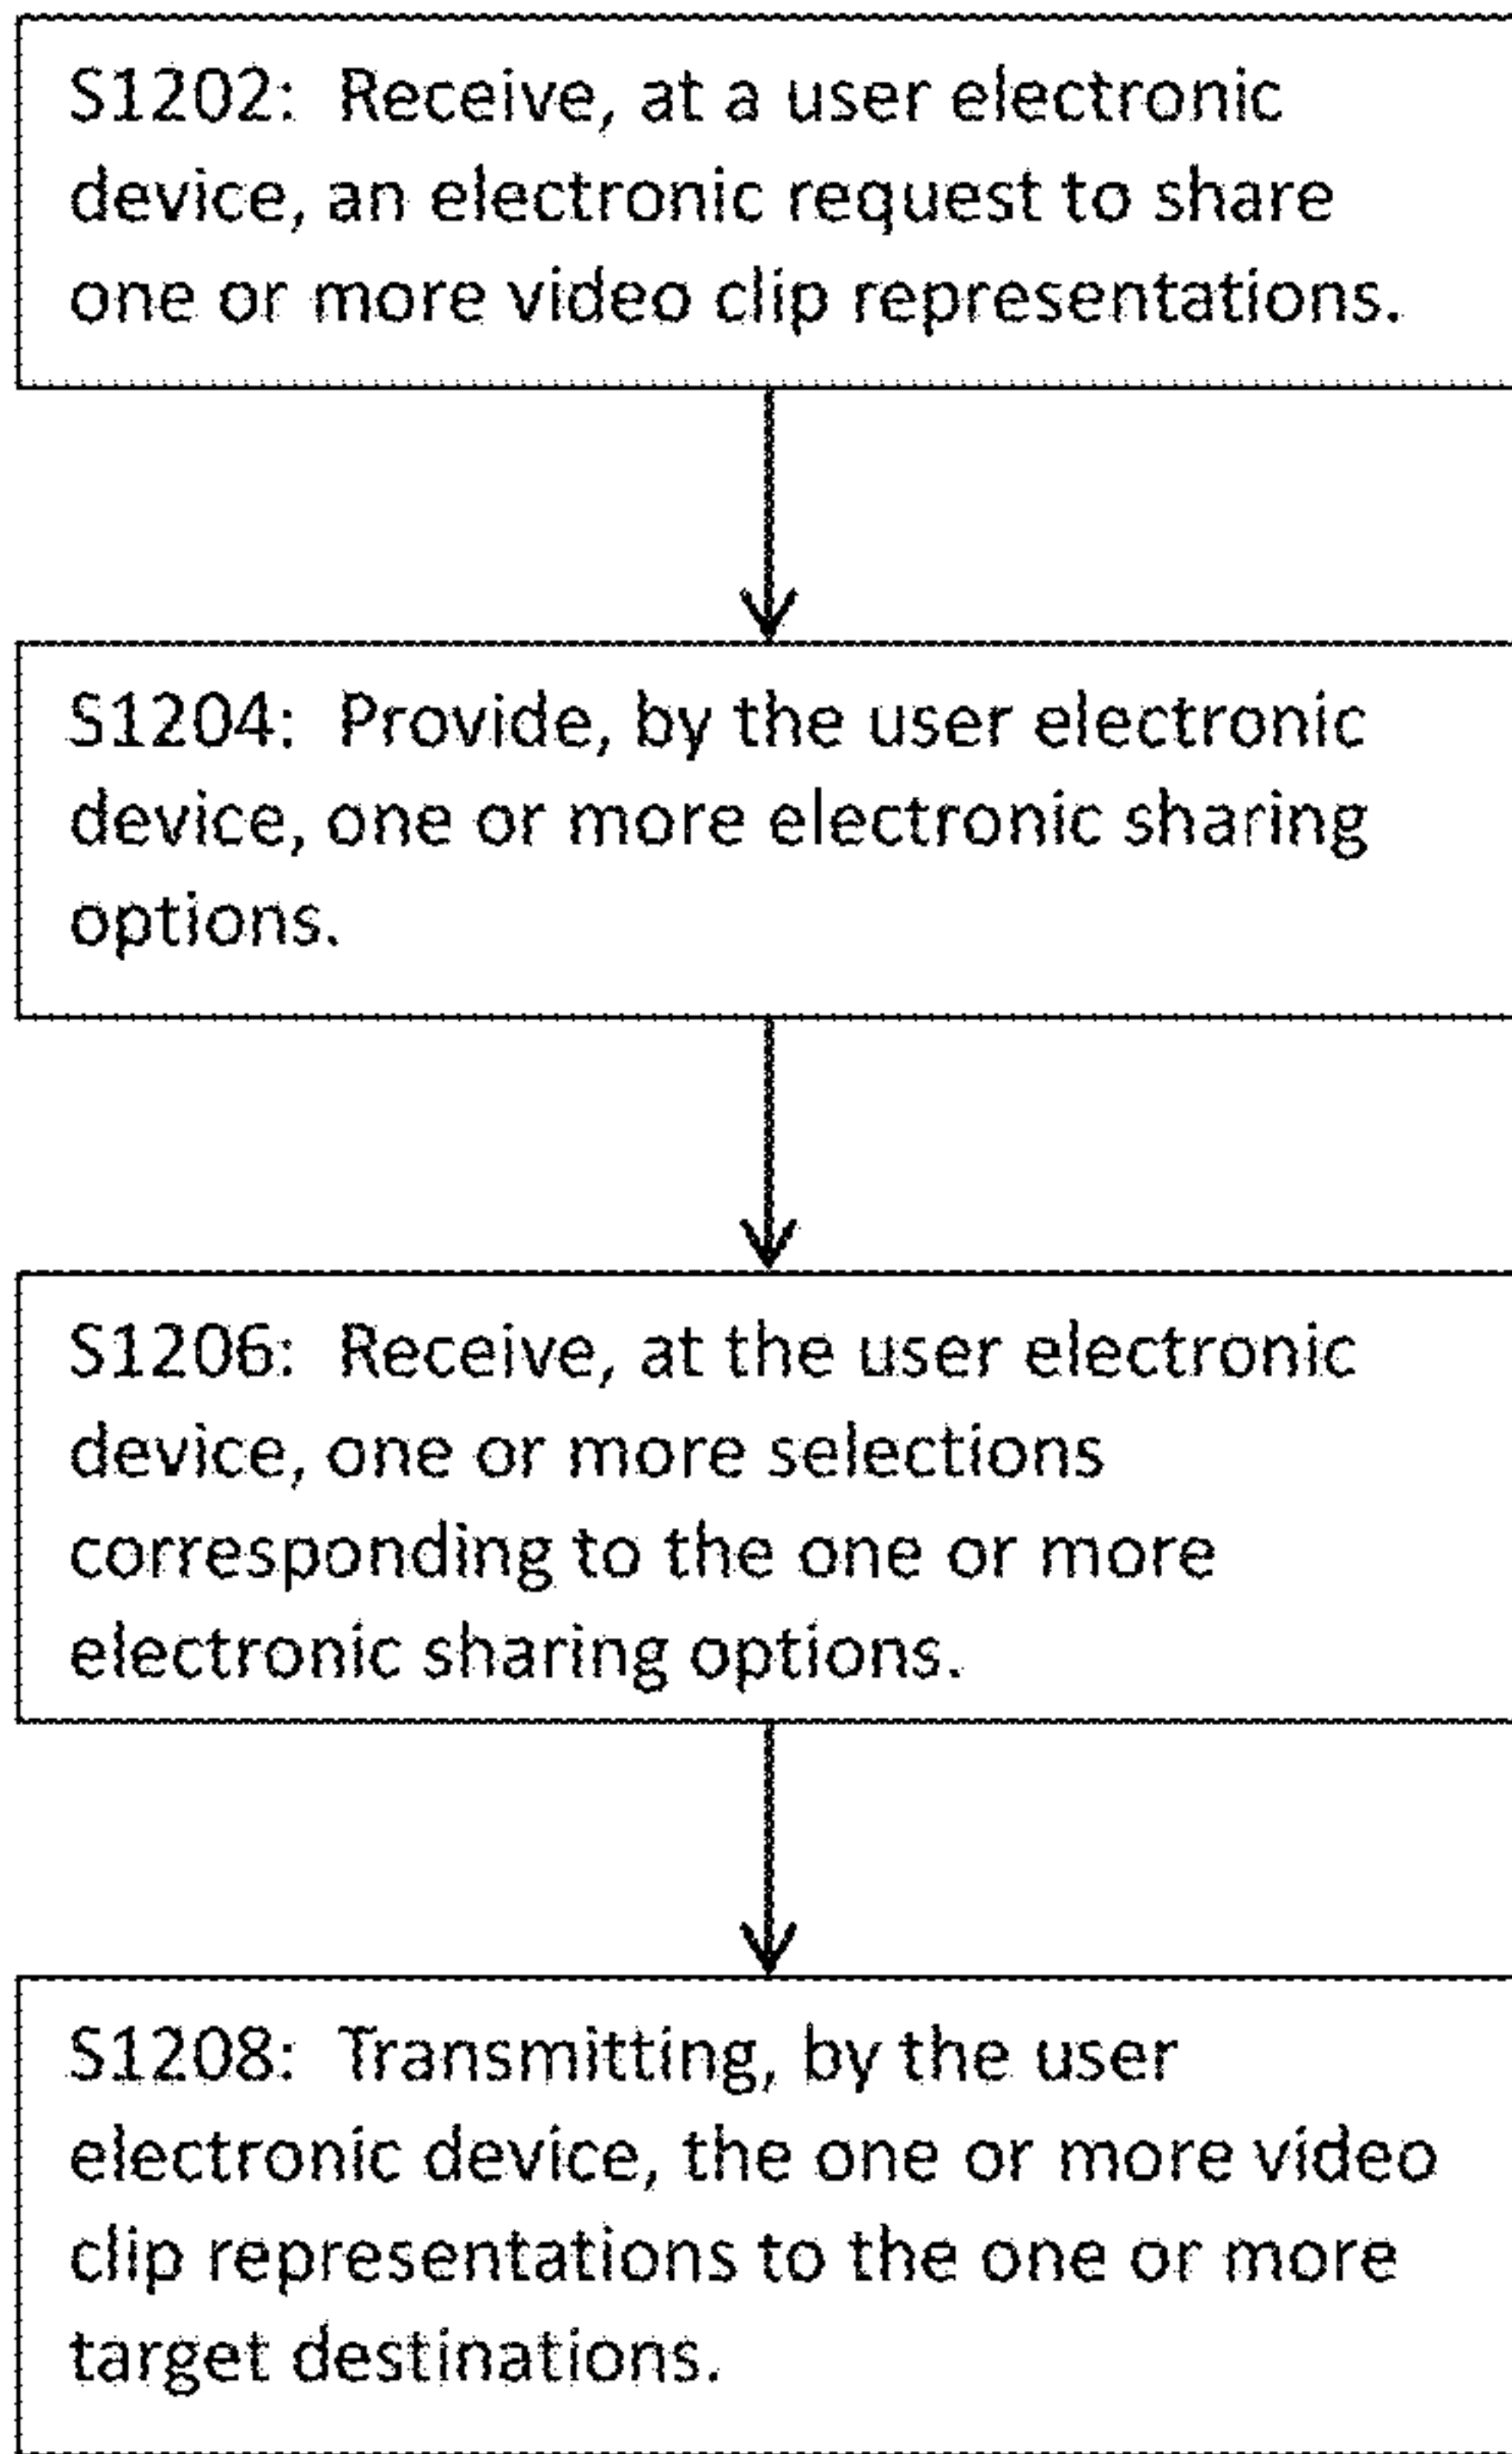 S1202: Receive, at a user electronic
device, an electronic request to share
one or more video clip representations.
S1204: Provide, by the user electronic
device, one or more electronic sharing
options.
S1206: Receive, at the user electronic
device, one or more selections
corresponding to the one or more
electronic sharing options.
S1208: Transmitting, by the user
electronic device, the one or more video
clip representations to the one or more
target destinations.